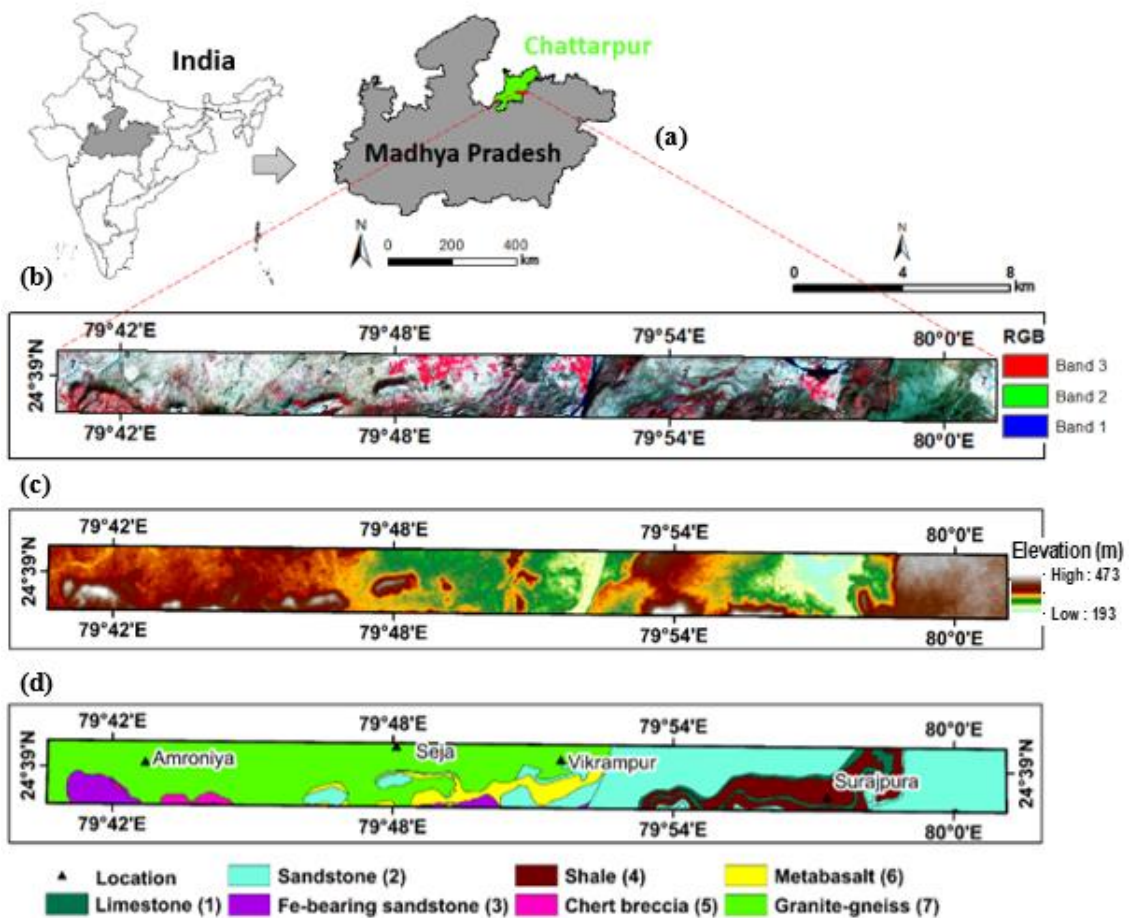 India
Chattarpur
Madhya Pradesh
(a)
N
0 200 400
km
N
0 4 8
km
(b)
79°42'E 79°48'E 79°54'E 80°0'E
24°39'N
79°42'E 79°48'E 79°54'E 80°0'E
RGB
Band 3
Band 2
Band 1
(c)
79°42'E 79°48'E 79°54'E 80°0'E
24°39'N
79°42'E 79°48'E 79°54'E 80°0'E
Elevation (m)
High : 473
Low : 193
(d)
79°42'E 79°48'E 79°54'E 80°0'E
24°39'N
Amroniya
Seja
Vikrampur
Surajpura
24°39'N
79°42'E 79°48'E 79°54'E 80°0'E
Location Sandstone (2) Shale (4) Metabasalt (6)
Limestone (1) Fe-bearing sandstone (3) Chert breccia (5) Granite-gneiss (7)